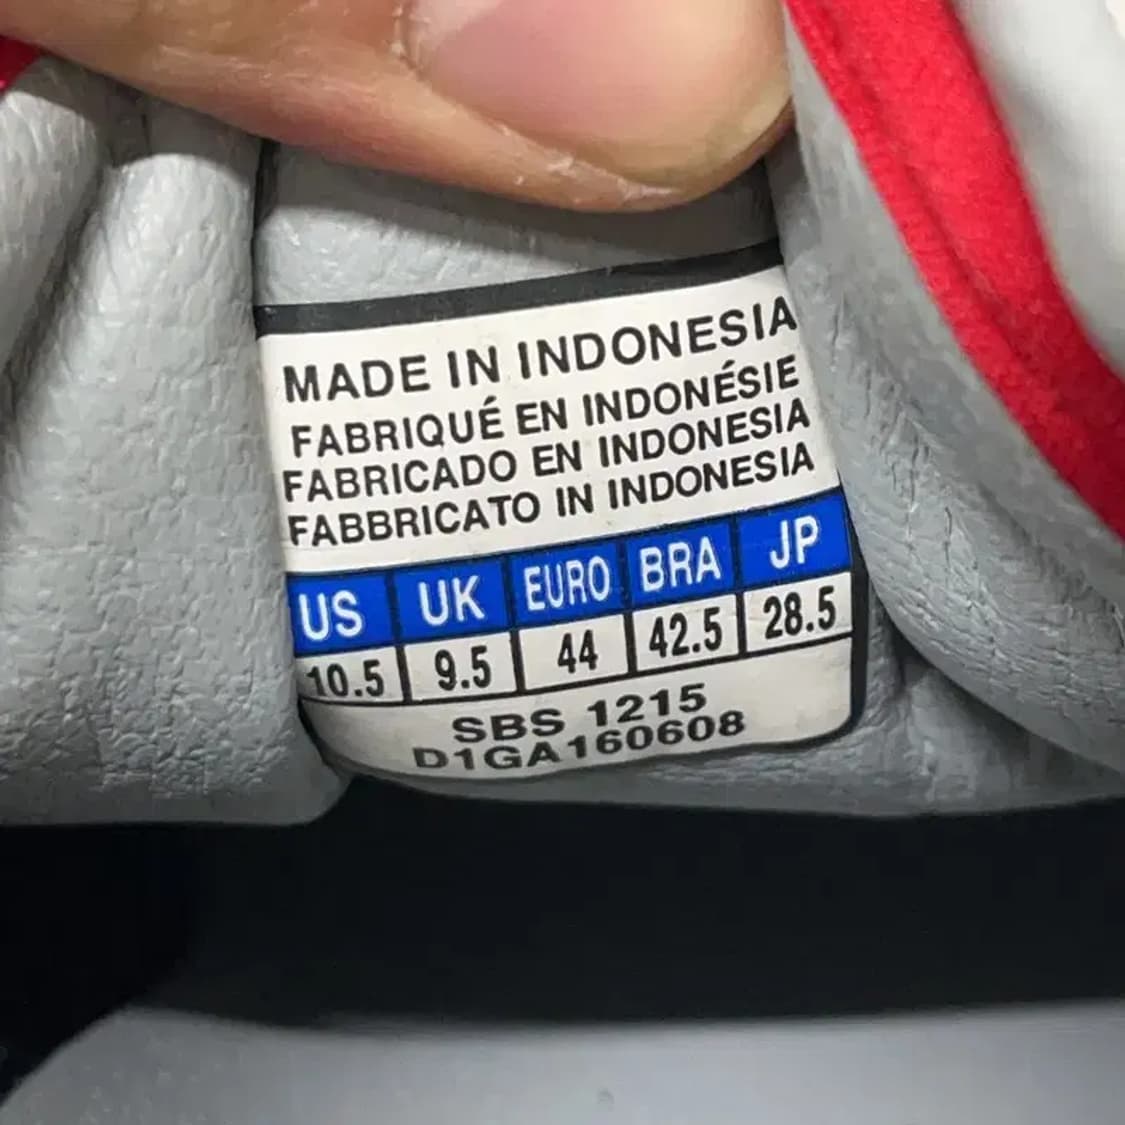 MADE IN INDONESIA
FABRIQUÉ EN INDONÉSIE
FABRICADO EN INDONESIA
FABBRICATO IN INDONESIA
US UK EURO BRA JP
10.5 9.5 44 42.5 28.5
SBS 1215
D1GA160608